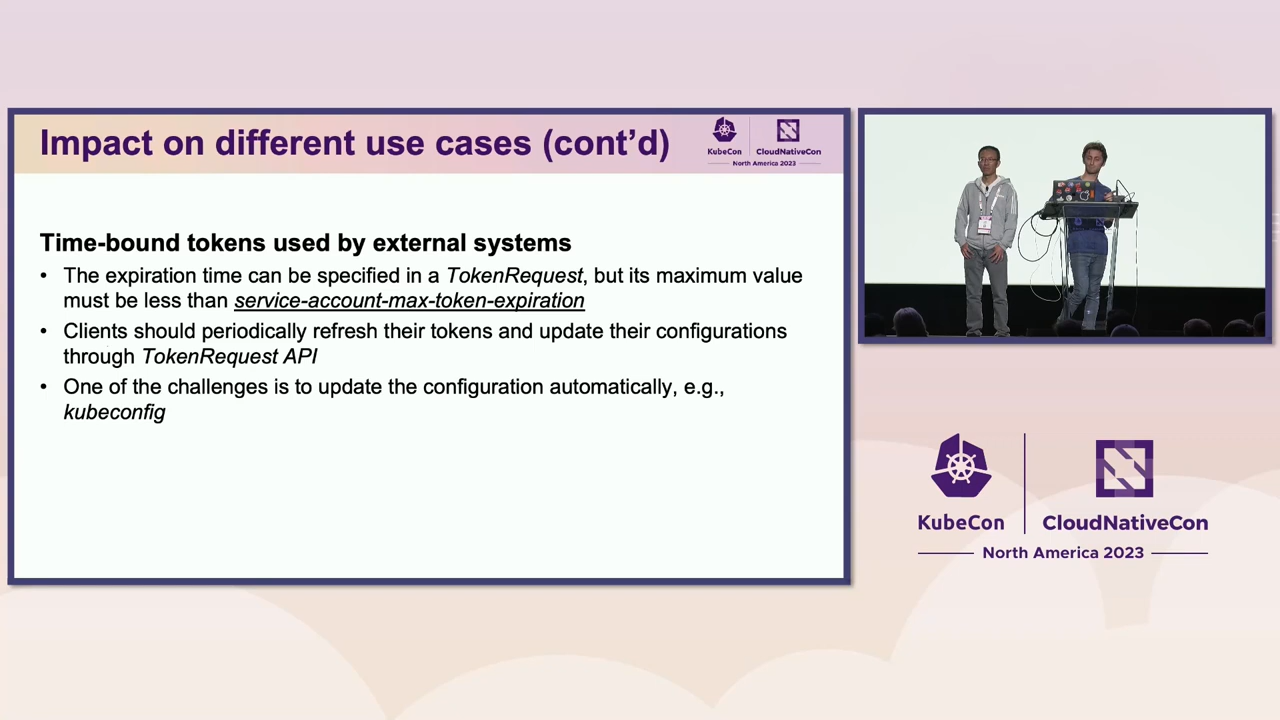 Impact on different use cases (cont’d)
KubeCon
CloudNativeCon
North America 2023
Time-bound tokens used by external systems
• The expiration time can be specified in a TokenRequest, but its maximum value
must be less than service-account-max-token-expiration
• Clients should periodically refresh their tokens and update their configurations
through TokenRequest API
• One of the challenges is to update the configuration automatically, e.g.,
kubeconfig
KubeCon
CloudNativeCon
North America 2023